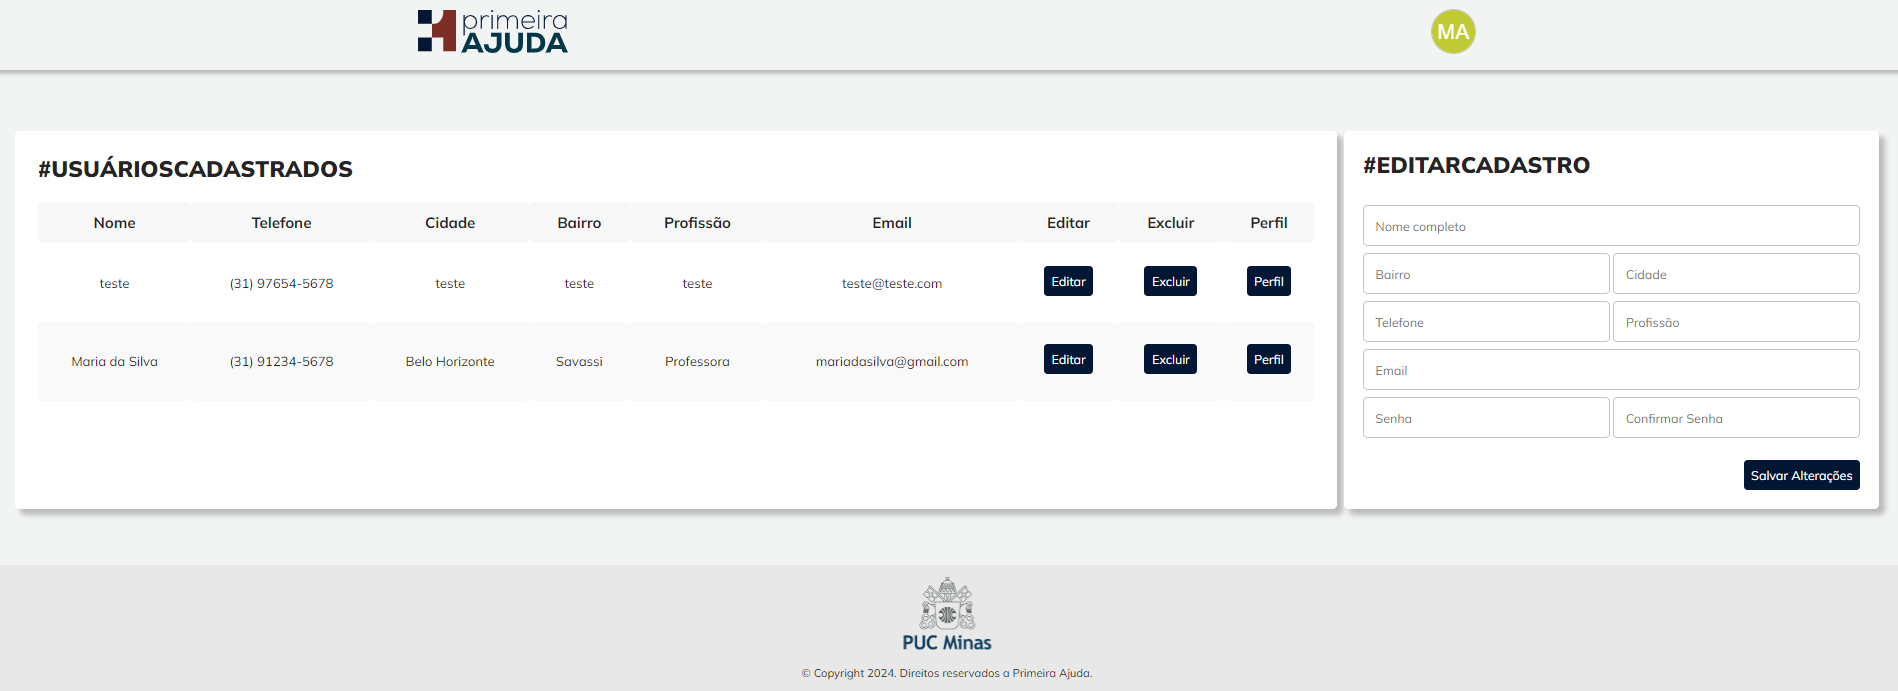 primeira
AJUDA
MA
#USUÁRIOSCADASTRADOS
Nome Telefone Cidade Bairro Profissão Email Editar Excluir Perfil
teste (31) 97654-5678 teste teste teste teste@teste.com Editar Excluir Perfil
Maria da Silva (31) 91234-5678 Belo Horizonte Savassi Professora mariadasilva@gmail.com Editar Excluir Perfil
#EDITARCADASTRO
Nome completo
Bairro Cidade
Telefone Profissão
Email
Senha Confirmar Senha
Salvar Alterações
PUC Minas
© Copyright 2024. Direitos reservados a Primeira Ajuda.